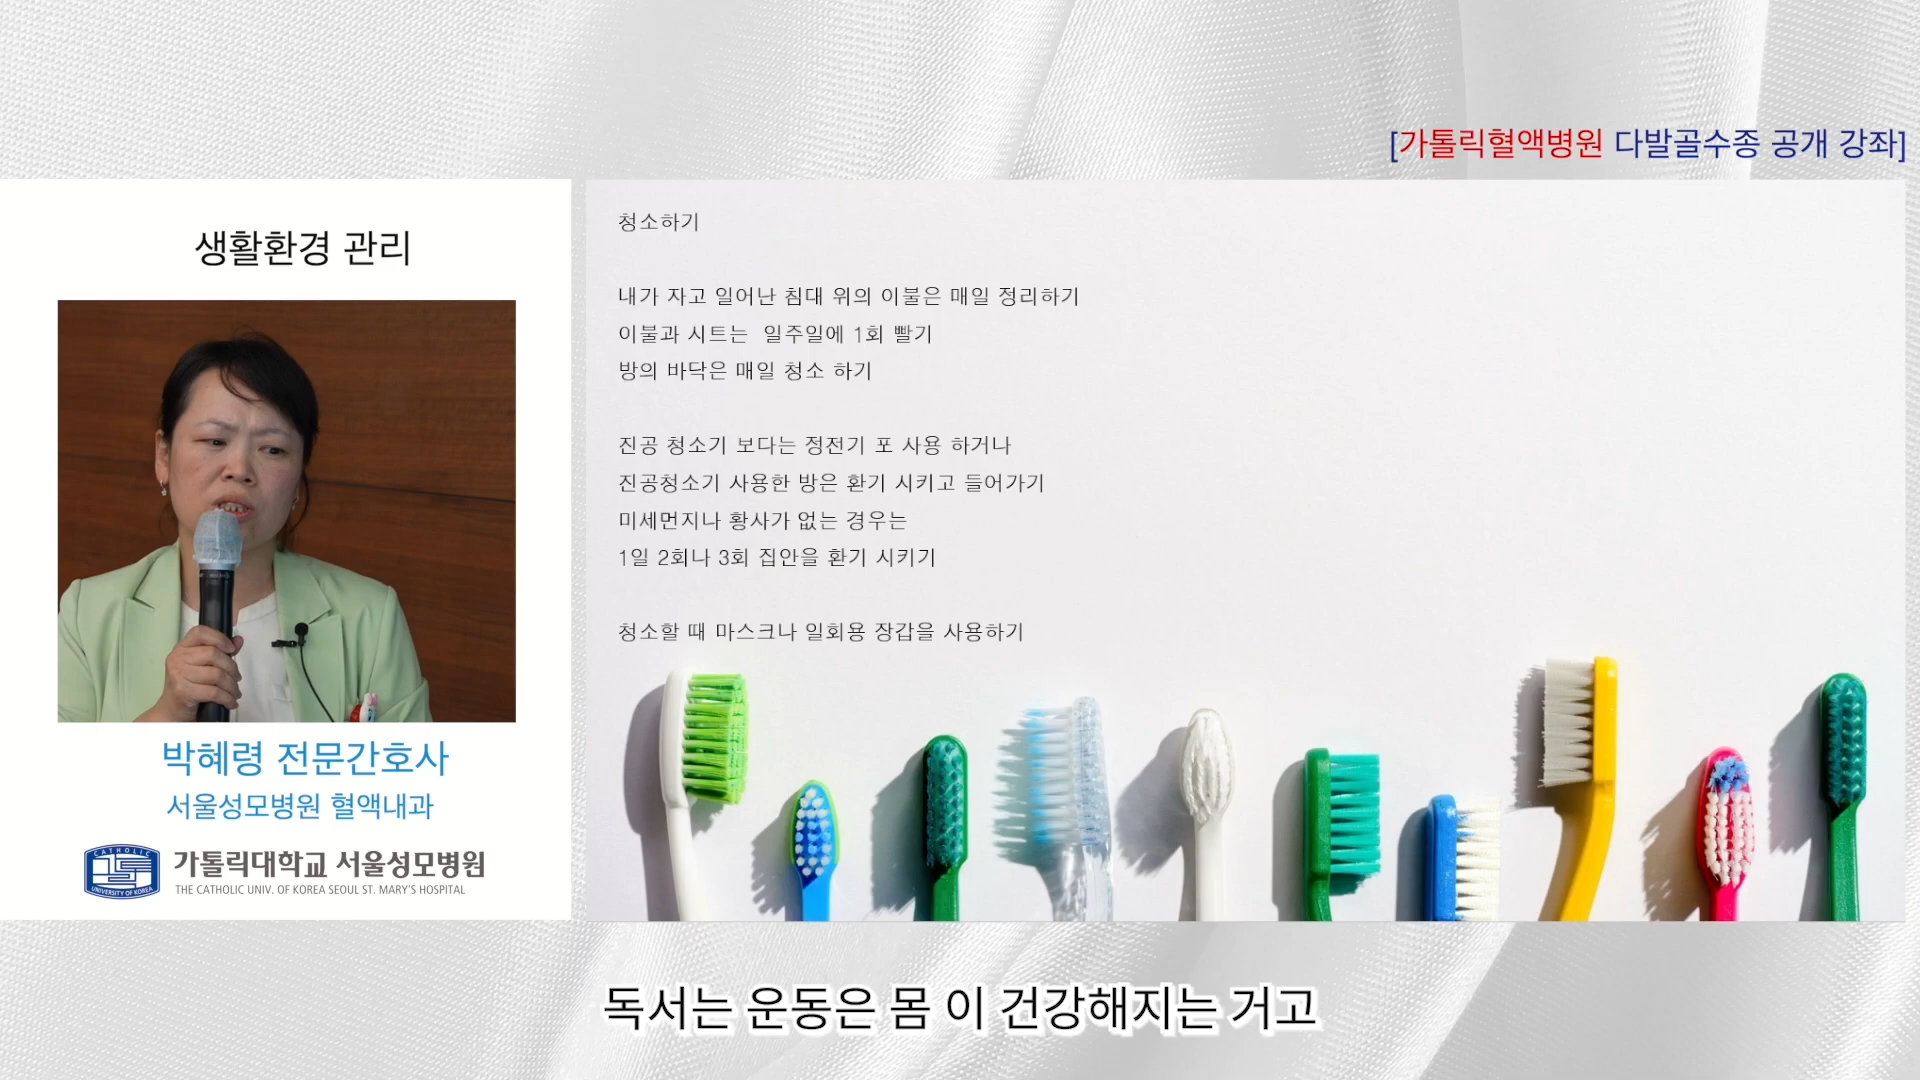 [가톨릭혈액병원 다발골수종 공개 강좌]
생활환경 관리
박혜령 전문간호사
서울성모병원 혈액내과
CATHOLIC
UNIVERSITY OF KOREA
가톨릭대학교 서울성모병원
THE CATHOLIC UNIV. OF KOREA SEOUL ST. MARY'S HOSPITAL
청소하기
내가 자고 일어난 침대 위의 이불은 매일 정리하기
이불과 시트는 일주일에 1회 빨기
방의 바닥은 매일 청소 하기
진공 청소기 보다는 정전기 포 사용 하거나
진공청소기 사용한 방은 환기 시키고 들어가기
미세먼지나 황사가 없는 경우는
1일 2회나 3회 집안을 환기 시키기
청소할 때 마스크나 일회용 장갑을 사용하기
독서는 운동은 몸 이 건강해지는 거고